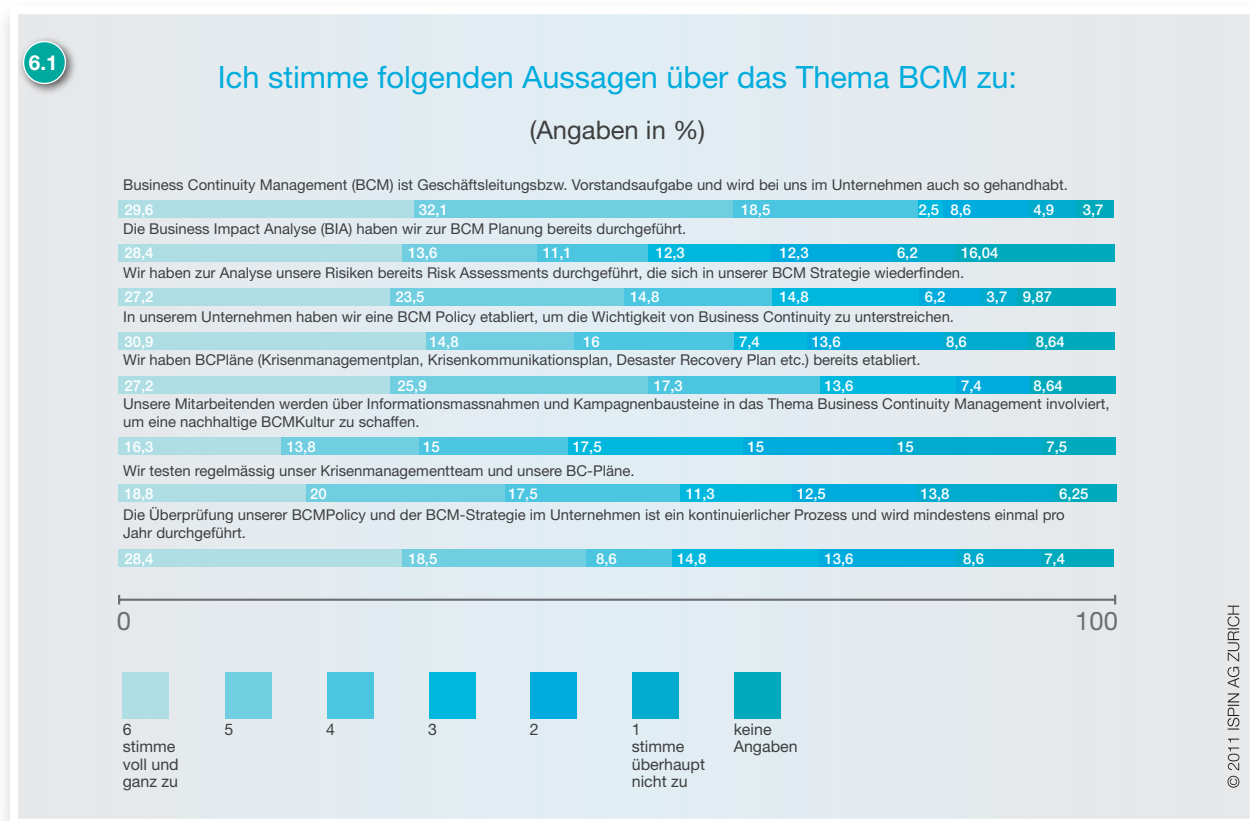 6.1
Ich stimme folgenden Aussagen über das Thema BCM zu:
(Angaben in %)
Business Continuity Management (BCM) ist Geschäftsleitungsbzw. Vorstandsaufgabe und wird bei uns im Unternehmen auch so gehandhabt.
29,6 32,1 18,5 2,5 8,6 4,9 3,7
Die Business Impact Analyse (BIA) haben wir zur BCM Planung bereits durchgeführt.
28,4 13,6 11,1 12,3 12,3 6,2 16,04
Wir haben zur Analyse unsere Risiken bereits Risk Assessments durchgeführt, die sich in unserer BCM Strategie wiederfinden.
27,2 23,5 14,8 14,8 6,2 3,7 9,87
In unserem Unternehmen haben wir eine BCM Policy etabliert, um die Wichtigkeit von Business Continuity zu unterstreichen.
30,9 14,8 16 7,4 13,6 8,6 8,64
Wir haben BCPläne (Krisenmanagementplan, Krisenkommunikationsplan, Desaster Recovery Plan etc.) bereits etabliert.
27,2 25,9 17,3 13,6 7,4 8,64
Unsere Mitarbeitenden werden über Informationsmassnahmen und Kampagnenbausteine in das Thema Business Continuity Management involviert,
um eine nachhaltige BCMKultur zu schaffen.
16,3 13,8 15 17,5 15 15 7,5
Wir testen regelmässig unser Krisenmanagementteam und unsere BC-Pläne.
18,8 20 17,5 11,3 12,5 13,8 6,25
Die Überprüfung unserer BCMPolicy und der BCM-Strategie im Unternehmen ist ein kontinuierlicher Prozess und wird mindestens einmal pro
Jahr durchgeführt.
28,4 18,5 8,6 14,8 13,6 8,6 7,4
0 100
6
stimme
voll und
ganz zu
5
4
3
2
1
stimme
überhaupt
nicht zu
keine
Angaben
© 2011 ISPIN AG ZURICH